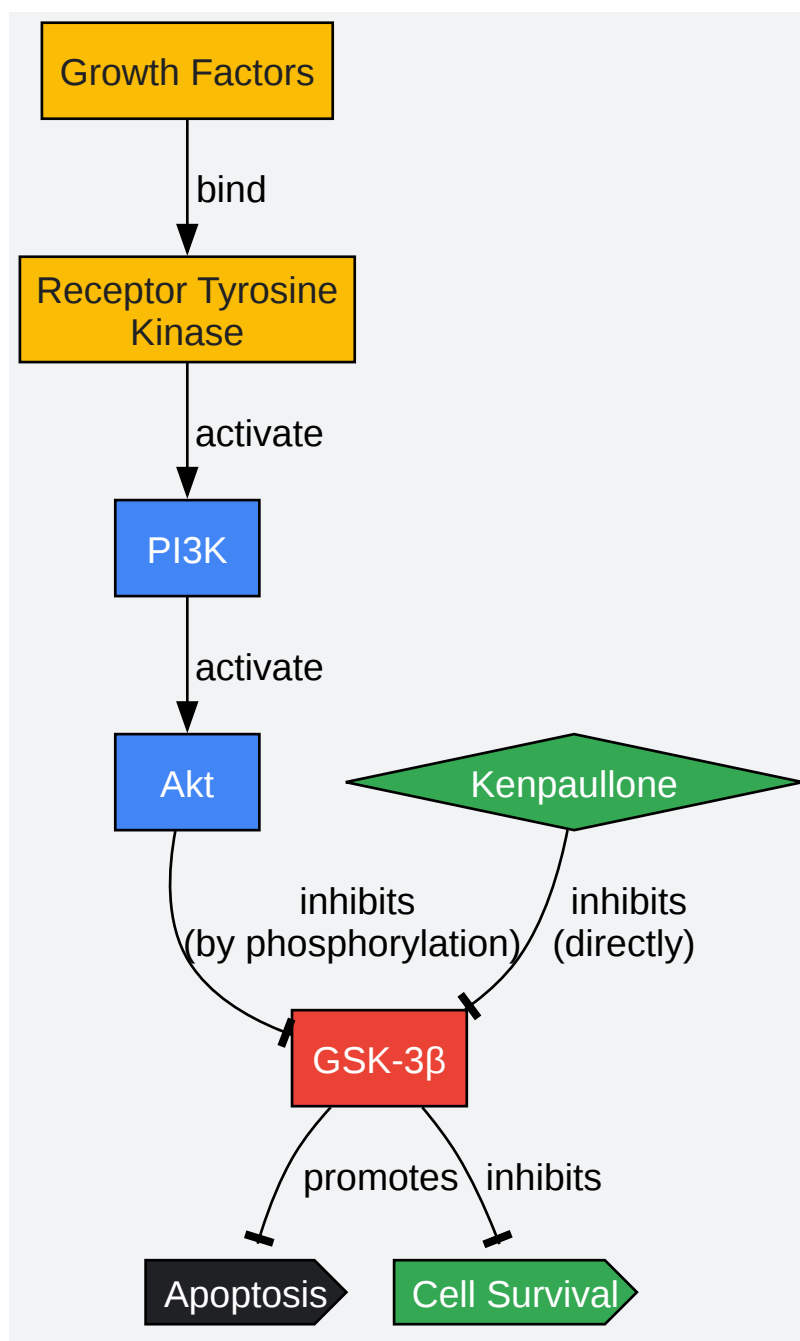 Growth Factors
bind
Receptor Tyrosine
Kinase
activate
PI3K
activate
Akt
Kenpaullone
inhibits
(by phosphorylation)
inhibits
(directly)
GSK-3β
promotes
inhibits
Apoptosis
Cell Survival